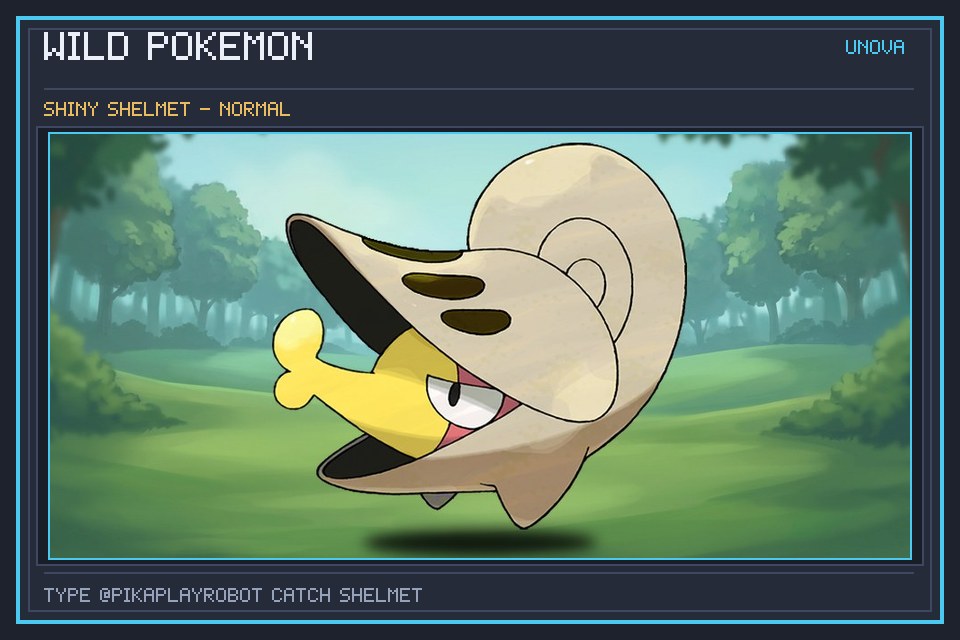 WILD POKEMON
UNOVA
SHINY SHELMET - NORMAL
TYPE @PIKAPLAYROBOT CATCH SHELMET